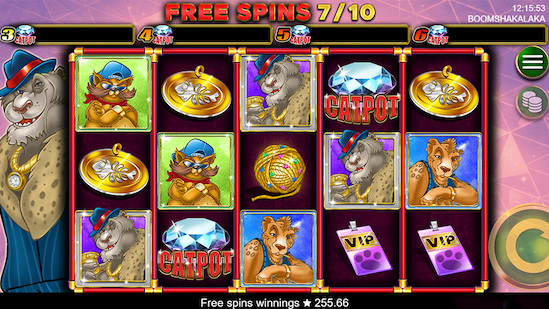 FREE SPINS 7/10
12:15:53
BOOMSHAKALAKA
3 CATPOT
4 CATPOT
5 CATPOT
6 CATPOT
CATPOT
CATPOT
VIP
VIP
Free spins winnings ★ 255.66